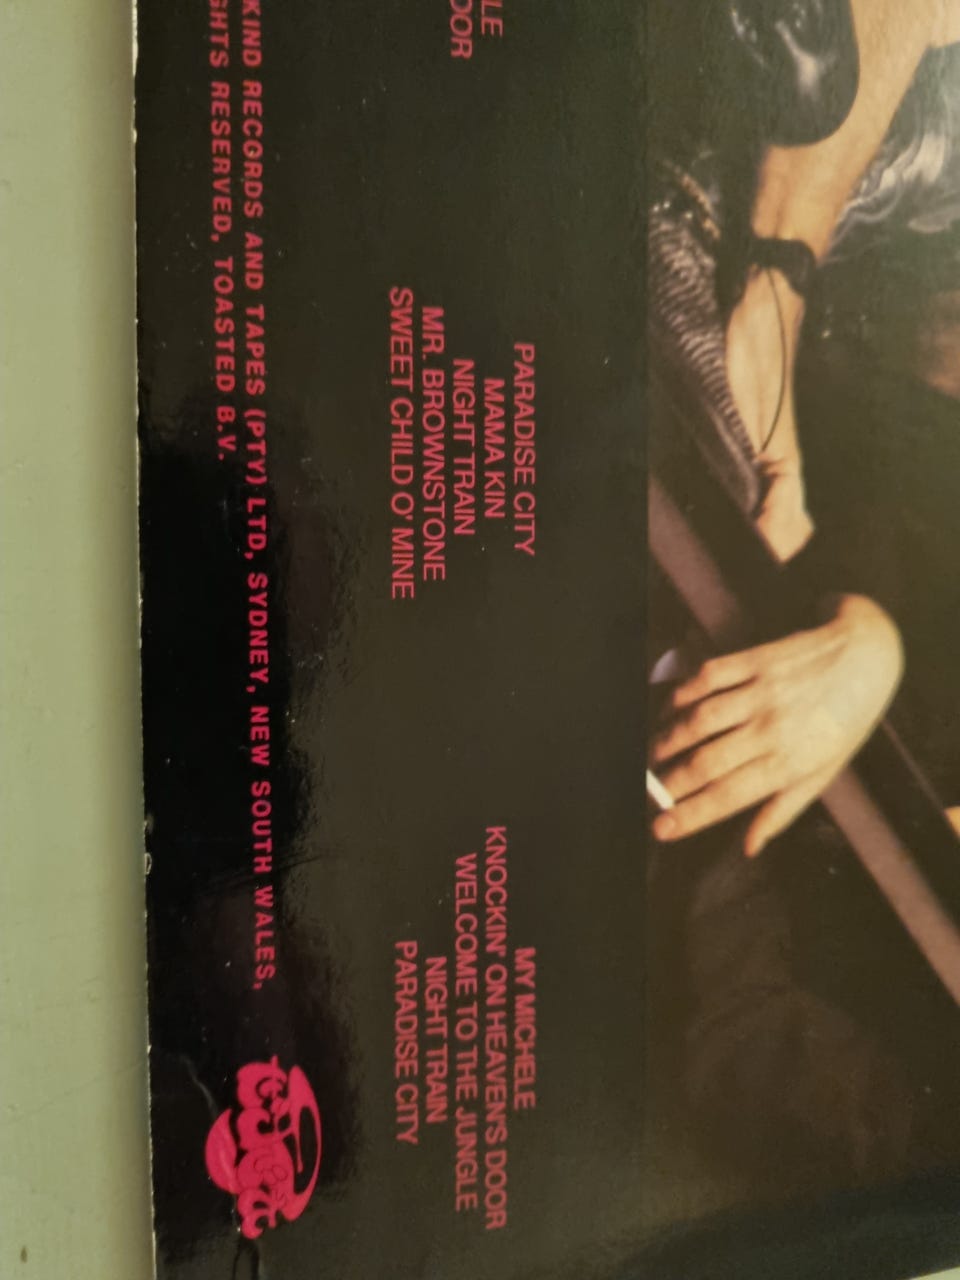 LE
OOR
PARADISE CITY
MAMA KIN
NIGHT TRAIN
MR. BROWNSTONE
SWEET CHILD O' MINE
MY MICHELE
KNOCKIN' ON HEAVEN'S DOOR
WELCOME TO THE JUNGLE
NIGHT TRAIN
PARADISE CITY
KIND RECORDS AND TAPES (PTY) LTD, SYDNEY, NEW SOUTH WALES,
GHTS RESERVED, TOASTED B.V.